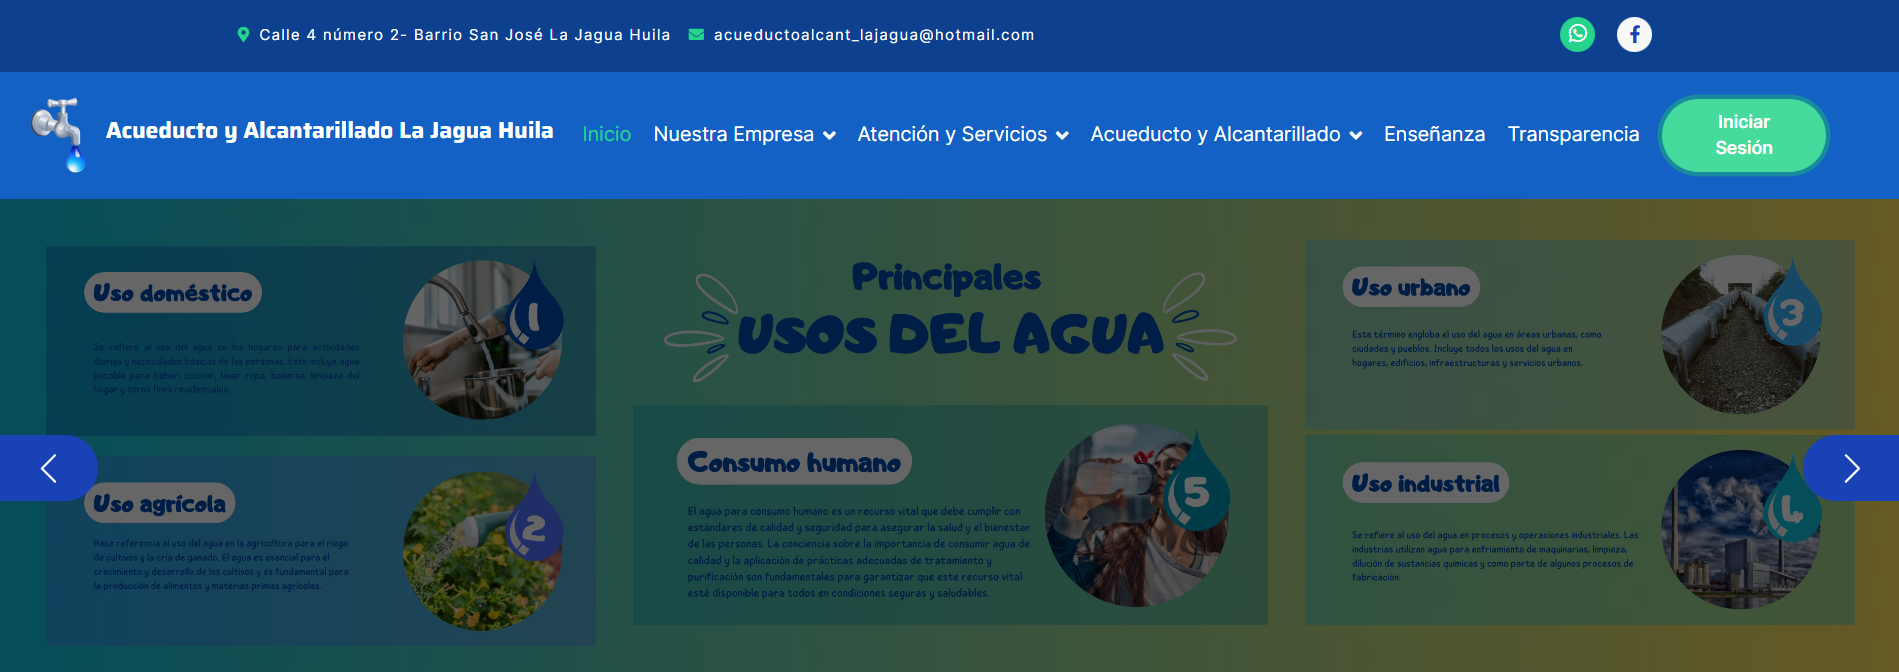 Calle 4 número 2- Barrio San José La Jagua Huila
acueductoalcant_lajagua@hotmail.com
Acueducto y Alcantarillado La Jagua Huila
Inicio
Nuestra Empresa
Atención y Servicios
Acueducto y Alcantarillado
Enseñanza
Transparencia
Iniciar
Sesión
Principales
USOS DEL AGUA
Uso doméstico
1
Se refiere al uso del agua en los hogares para actividades
diarias y necesidades básicas de las personas. Esto incluye agua
potable para beber, cocinar, lavar ropa, bañarse, limpieza del
hogar y otros fines residenciales.
Uso agrícola
2
Hace referencia al uso del agua en la agricultura para el riego
de cultivos y la cría de ganado. El agua es esencial para el
crecimiento y desarrollo de los cultivos y es fundamental para
la producción de alimentos y materias primas agrícolas.
Consumo humano
5
El agua para consumo humano es un recurso vital que debe cumplir con
estándares de calidad y seguridad para asegurar la salud y el bienestar
de las personas. La conciencia sobre la importancia de consumir agua de
calidad y la aplicación de prácticas adecuadas de tratamiento y
purificación son fundamentales para garantizar que este recurso vital
esté disponible para todos en condiciones seguras y saludables.
Uso urbano
3
Este término engloba el uso del agua en áreas urbanas, como
ciudades y pueblos. Incluye todos los usos del agua en
hogares, edificios, infraestructuras y servicios urbanos.
Uso industrial
4
Se refiere al uso del agua en procesos y operaciones industriales. Las
industrias utilizan agua para enfriamiento de maquinarias, limpieza,
dilución de sustancias químicas y como parte de algunos procesos de
fabricación.